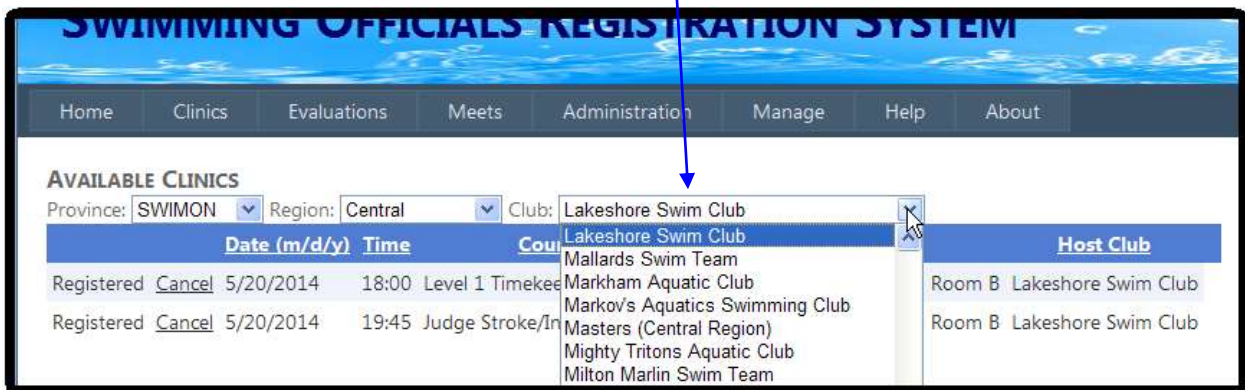 SWIMMING OFFICIALS REGISTRATION SYSTEM
Home Clinics Evaluations Meets Administration Manage Help About
AVAILABLE CLINICS
Province: SWIMON Region: Central Club: Lakeshore Swim Club
Date (m/d/y) Time Host Club
Registered Cancel 5/20/2014 18:00 Level 1 Room B Lakeshore Swim Club
Registered Cancel 5/20/2014 19:45 Judge Room B Lakeshore Swim Club
Lakeshore Swim Club
Mallards Swim Team
Markham Aquatic Club
Markov's Aquatics Swimming Club
Masters (Central Region)
Mighty Tritons Aquatic Club
Milton Marlin Swim Team